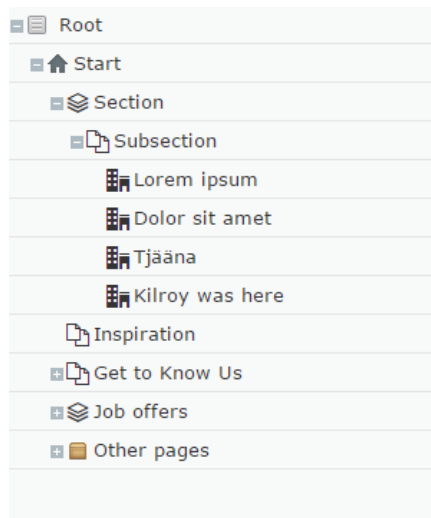 Root
Start
Section
Subsection
Lorem ipsum
Dolor sit amet
Tjääna
Kilroy was here
Inspiration
Get to Know Us
Job offers
Other pages